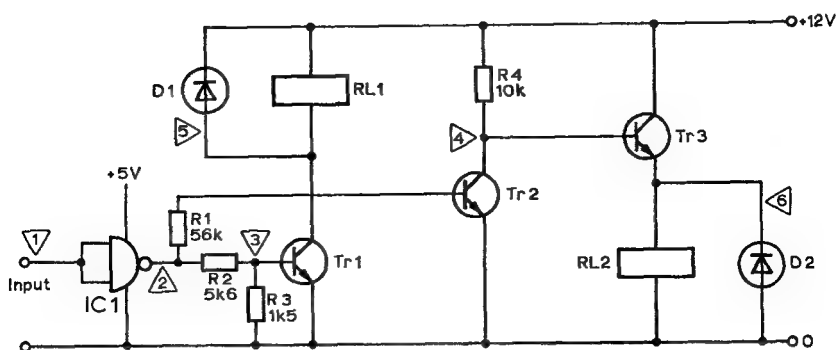 +12V
D1
RL1
R4
10k
5
4
Tr3
+5V
Tr2
R1
56k
6
1
3
Input
IC1
2
R2
5k6
Tr1
R3
1k5
RL2
D2
0